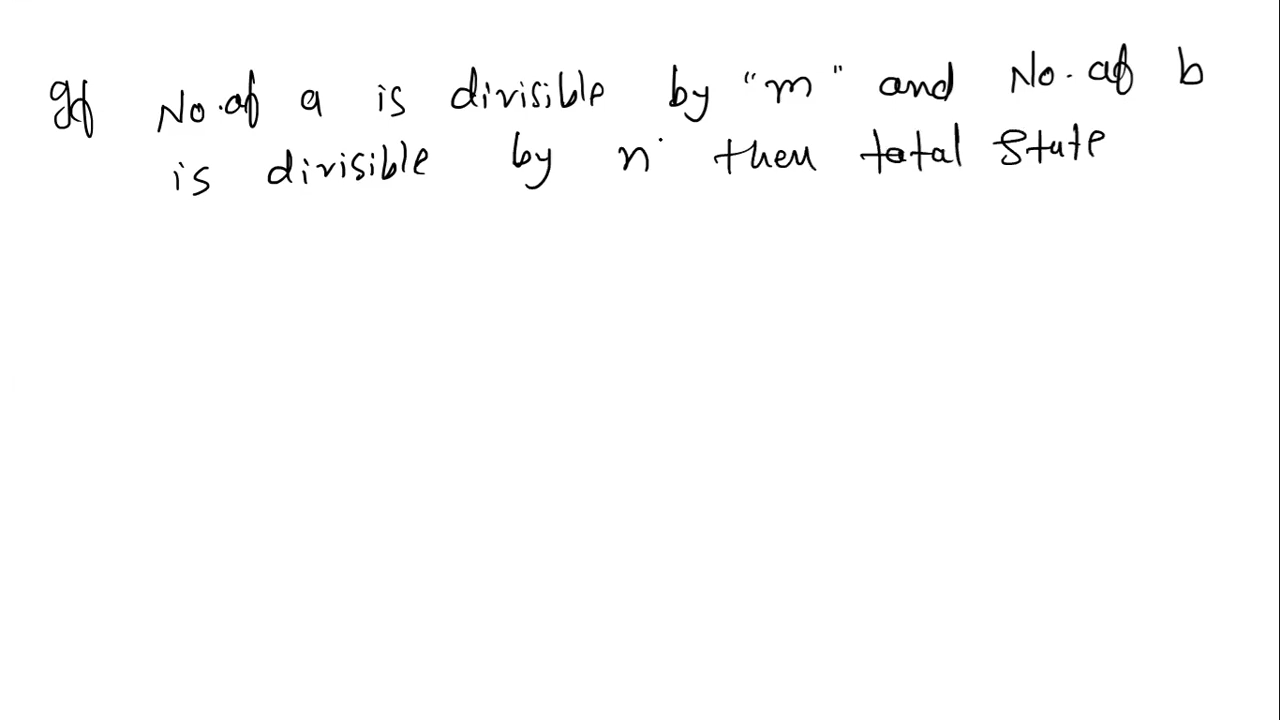 If No. of a is divisible by "m" and No. of b
is divisible by n then total state